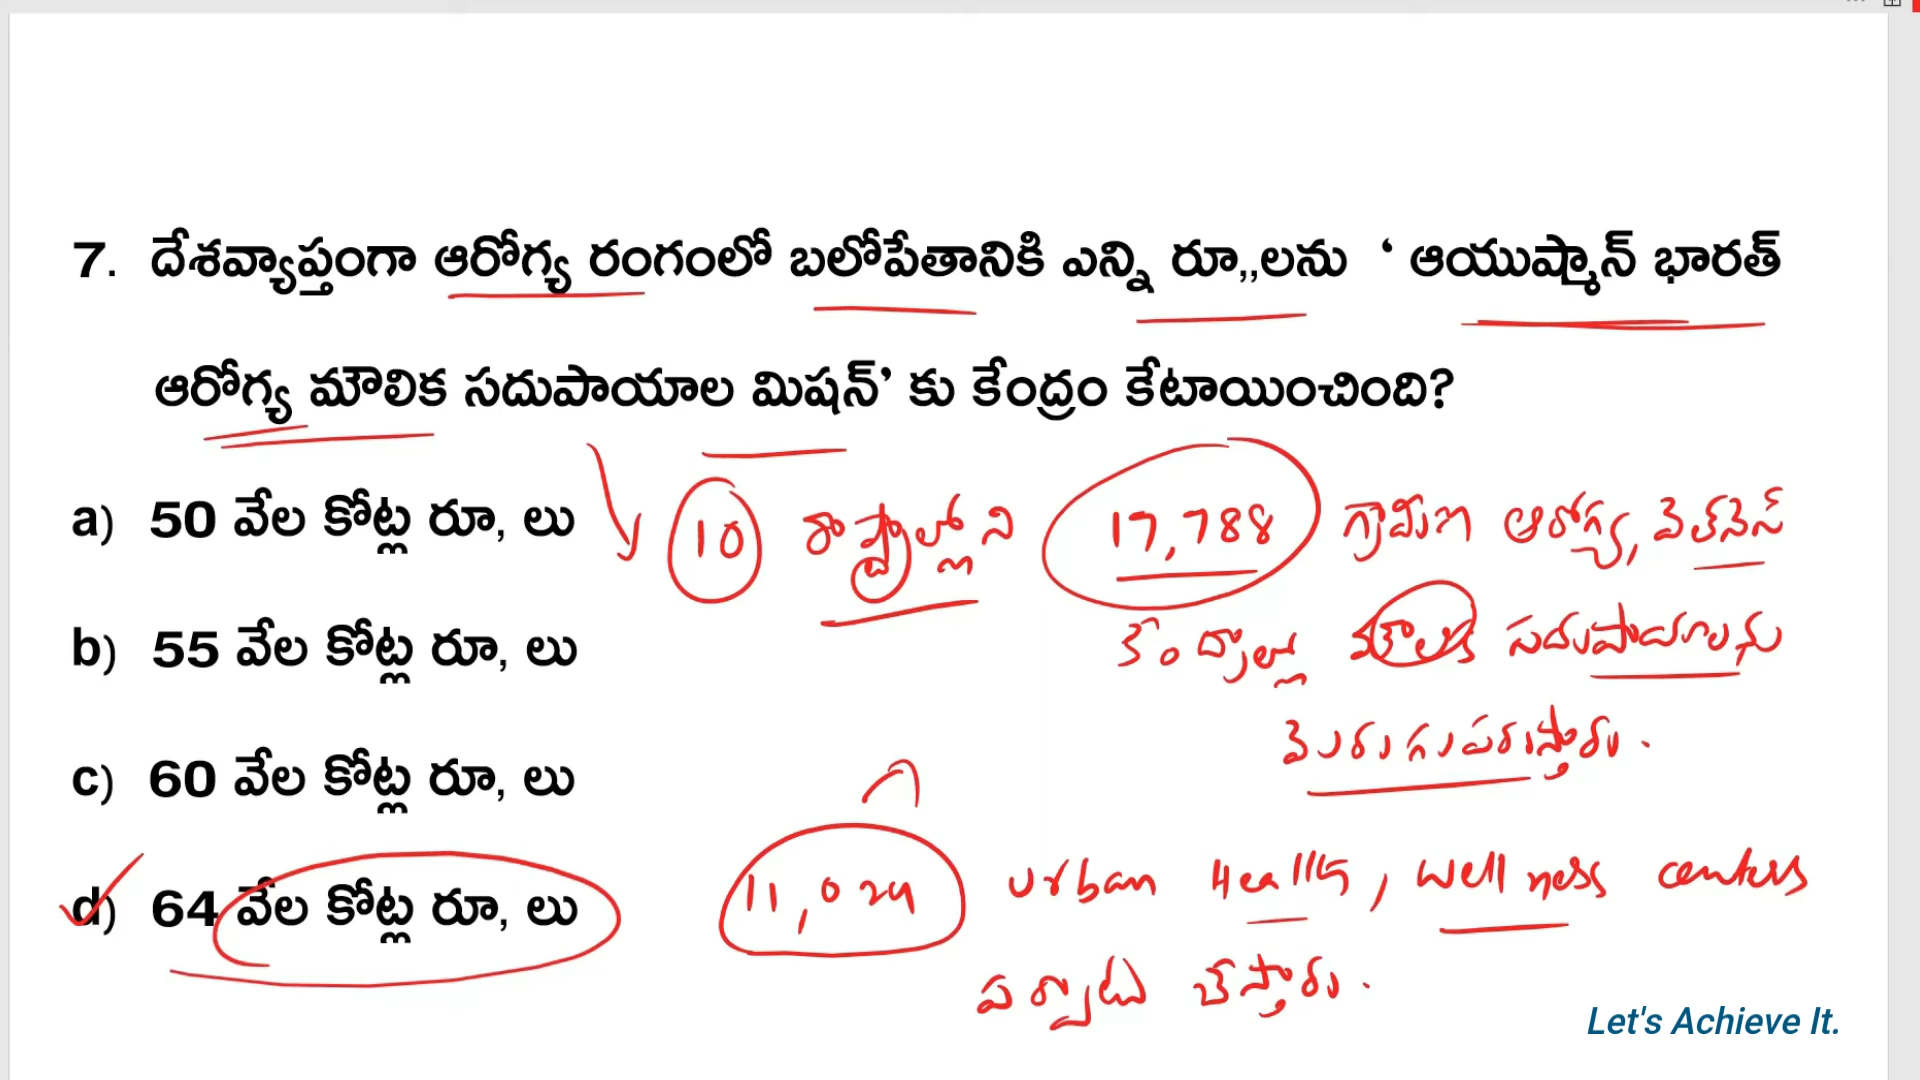 7. దేశవ్యాప్తంగా ఆరోగ్య రంగంలో బలోపేతానికి ఎన్ని రూ,,లను ‘ ఆయుష్మాన్ భారత్
ఆరోగ్య మౌలిక సదుపాయాల మిషన్’ కు కేంద్రం కేటాయించింది?
a) 50 వేల కోట్ల రూ, లు
10 రాష్ట్రాల్లోని 17,788 గ్రామీణ ఆరోగ్య, వెల్‌నెస్
కేంద్రాల్లో మౌలిక సదుపాయాలను
b) 55 వేల కోట్ల రూ, లు
మెరుగుపరుస్తారు.
c) 60 వేల కోట్ల రూ, లు
d) 64 వేల కోట్ల రూ, లు
11,024 urban Health, wellness centers
ఏర్పాటు చేస్తారు.
Let's Achieve It.